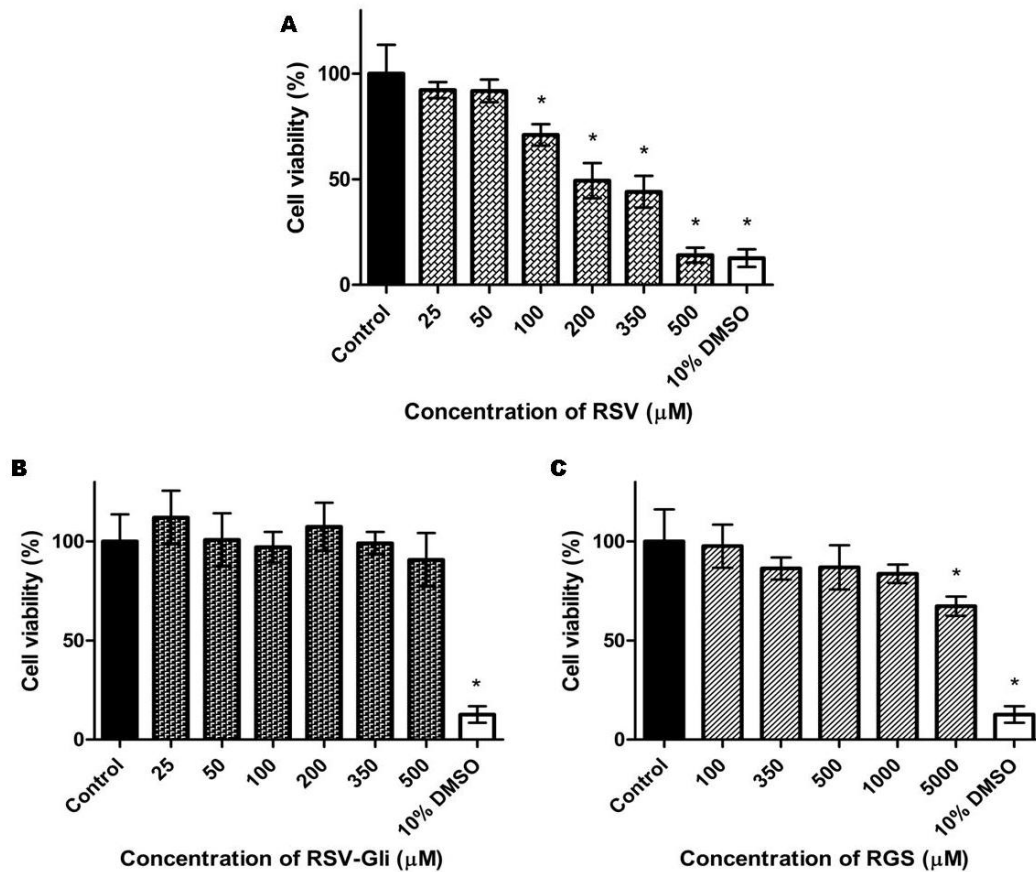 A
Cell viability (%)
100
50
0
*
*
*
*
*
Control
25
50
100
200
350
500
10% DMSO
Concentration of RSV (μM)
B
Cell viability (%)
100
50
0
*
Control
25
50
100
200
350
500
10% DMSO
Concentration of RSV-Gli (μM)
C
Cell viability (%)
100
50
0
*
*
Control
100
350
500
1000
5000
10% DMSO
Concentration of RGS (μM)